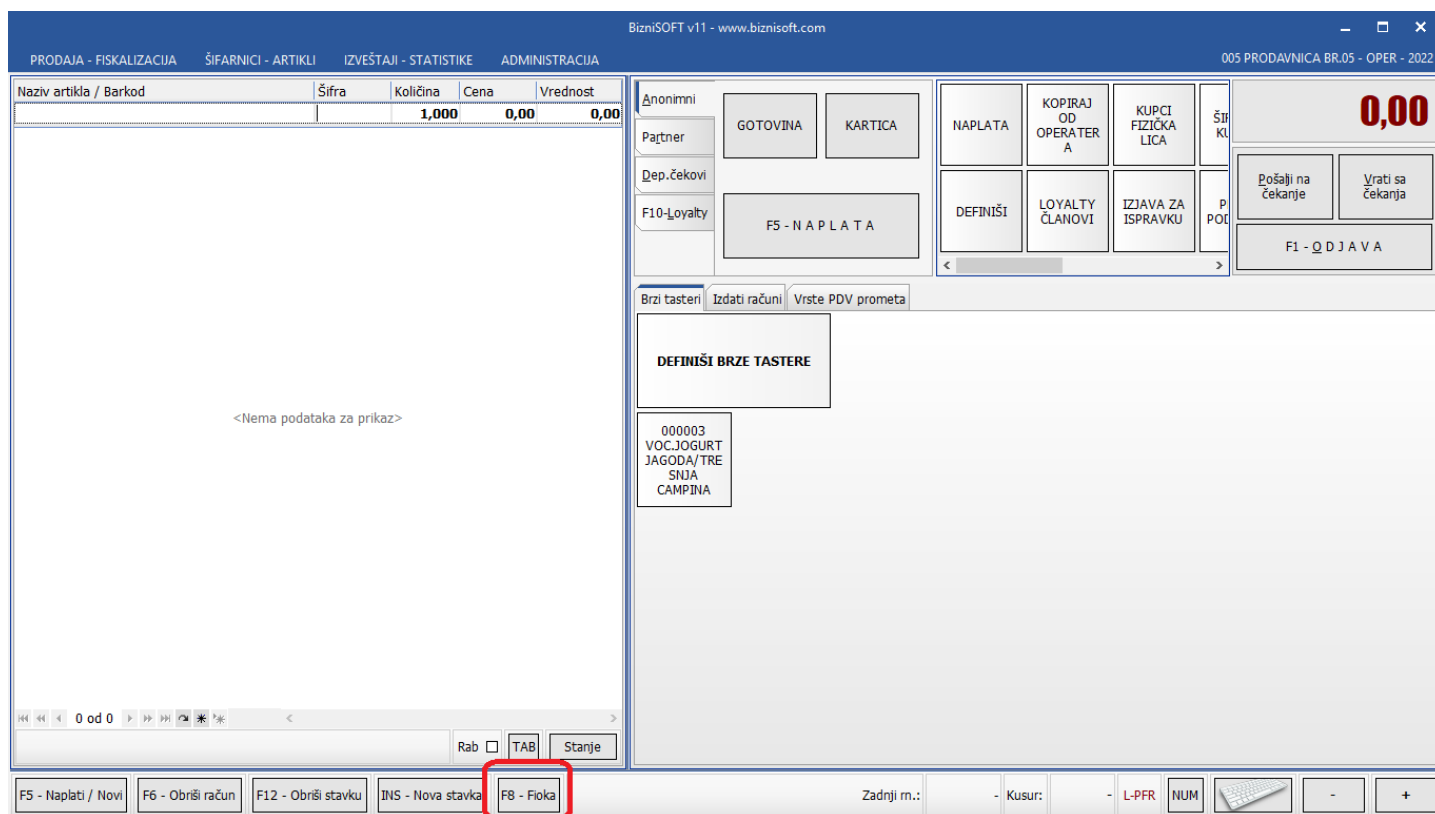 BizniSOFT v11 - www.biznisoft.com
PRODAJA - FISKALIZACIJA ŠIFARNICI - ARTIKLI IZVEŠTAJI - STATISTIKE ADMINISTRACIJA
005 PRODAVNICA BR.05 - OPER - 2022
Naziv artikla / Barkod Šifra Količina Cena Vrednost
1,000 0,00 0,00
<Nema podataka za prikaz>
0 od 0
Rab TAB Stanje
Anonimni
Partner
Dep.čekovi
F10-Loyalty
GOTOVINA
KARTICA
F5 - N A P L A T A
NAPLATA
KOPIRAJ
OD
OPERATER
A
KUPCI
FIZIČKA
LICA
DEFINIŠI
LOYALTY
ČLANOVI
IZJAVA ZA
ISPRAVKU
0,00
Pošalji na
čekanje
Vrati sa
čekanja
F1 - O D J A V A
Brzi tasteri Izdati računi Vrste PDV prometa
DEFINIŠI BRZE TASTERE
000003
VOC.JOGURT
JAGODA/TRE
SNJA
CAMPINA
F5 - Naplati / Novi F6 - Obriši račun F12 - Obriši stavku INS - Nova stavka F8 - Fioka
Zadnji rn.: - Kusur: - L-PFR NUM - +